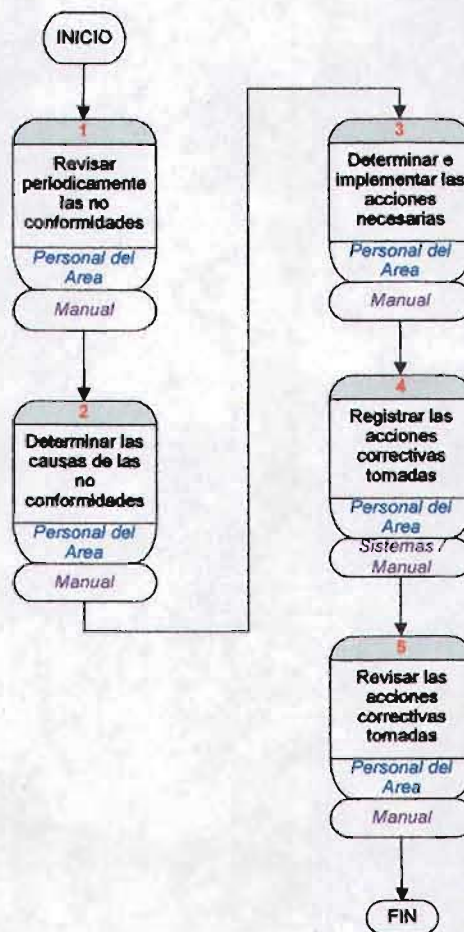 INICIO
1
Revisar
periodicamente
las no
conformidades
Personal del
Area
Manual
2
Determinar las
causas de las
no
conformidades
Personal del
Area
Manual
3
Determinar e
implementar las
acciones
necesarias
Personal del
Area
Manual
4
Registrar las
acciones
correctivas
tomadas
Personal del
Area
Sistemas /
Manual
5
Revisar las
acciones
correctivas
tomadas
Personal del
Area
Manual
FIN